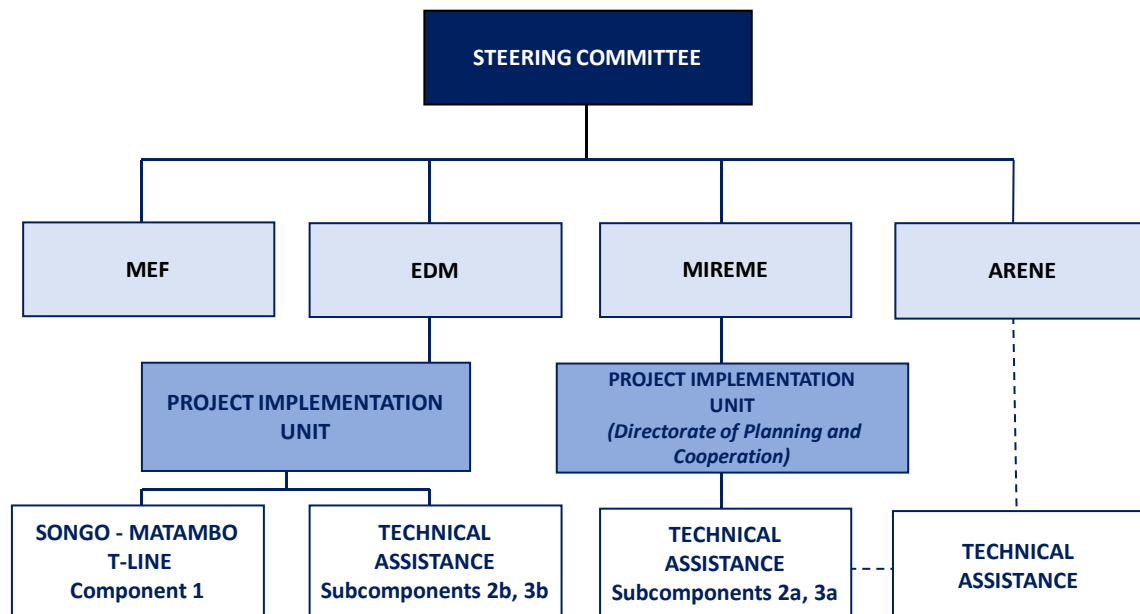 STEERING COMMITTEE
MEF
EDM
MIREME
ARENE
PROJECT IMPLEMENTATION
UNIT
PROJECT IMPLEMENTATION
UNIT
(Directorate of Planning and
Cooperation)
SONGO - MATAMBO
T-LINE
Component 1
TECHNICAL
ASSISTANCE
Subcomponents 2b, 3b
TECHNICAL
ASSISTANCE
Subcomponents 2a, 3a
TECHNICAL
ASSISTANCE